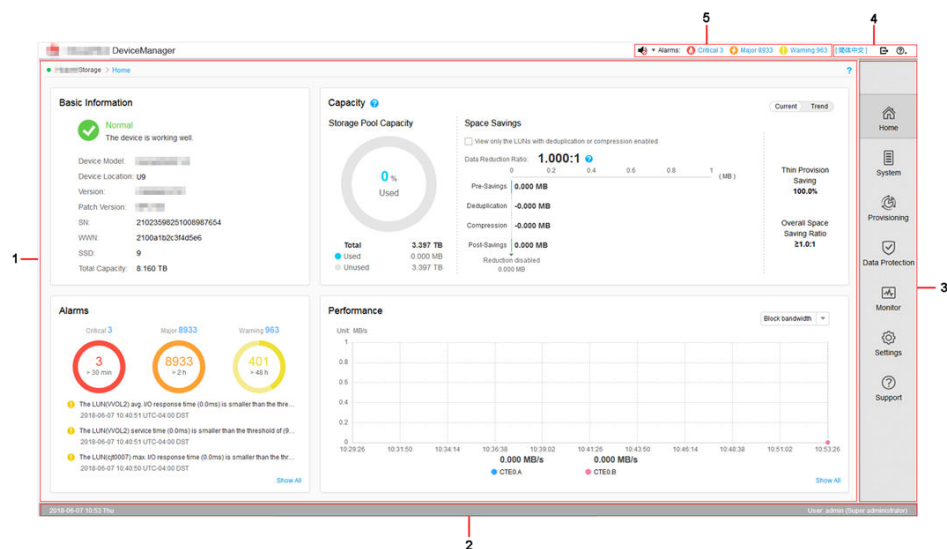 5
4
DeviceManager
Alarms: Critical 3 Major 8933 Warning 963
[简体中文]
Storage > Home
?
Basic Information
Normal
The device is working well.
Device Model:
Device Location: U9
Version:
Patch Version:
SN: 21023598251008987654
WWN: 2100a1b2c3f4d5e6
SSD: 9
Total Capacity: 8.160 TB
Capacity ?
Current Trend
Storage Pool Capacity
0 %
Used
Total 3.397 TB
Used 0.000 MB
Unused 3.397 TB
Space Savings
View only the LUNs with deduplication or compression enabled
Data Reduction Ratio: 1.000:1 ?
0 0.2 0.4 0.6 0.8 1 (MB)
Pre-Savings 0.000 MB
Deduplication -0.000 MB
Compression -0.000 MB
Post-Savings 0.000 MB
Reduction disabled
0.000 MB
Thin Provision
Saving
100.0%
Overall Space
Saving Ratio
≥1.0:1
Home
System
Provisioning
Data Protection
Monitor
Settings
Support
1
3
Alarms
Critical 3 Major 8933 Warning 963
3
> 30 min
8933
> 2 h
401
> 48 h
The LUN(VVOL2) avg. I/O response time (0.0ms) is smaller than the thre...
2018-06-07 10:40:51 UTC-04:00 DST
The LUN(VVOL2) service time (0.0ms) is smaller than the threshold of (9...
2018-06-07 10:40:51 UTC-04:00 DST
The LUN(cjt0007) max. I/O response time (0.0ms) is smaller than the thr...
2018-06-07 10:40:50 UTC-04:00 DST
Show All
Performance
Block bandwidth
Unit: MB/s
1
0.8
0.6
0.4
0.2
0
10:29:26 10:31:50 10:34:14 10:36:38 10:39:02 10:41:26 10:43:50 10:46:14 10:48:38 10:51:02 10:53:26
0.000 MB/s 0.000 MB/s
CTE0.A CTE0.B
Show All
2018-06-07 10:53 Thu
User: admin (Super administrator)
2